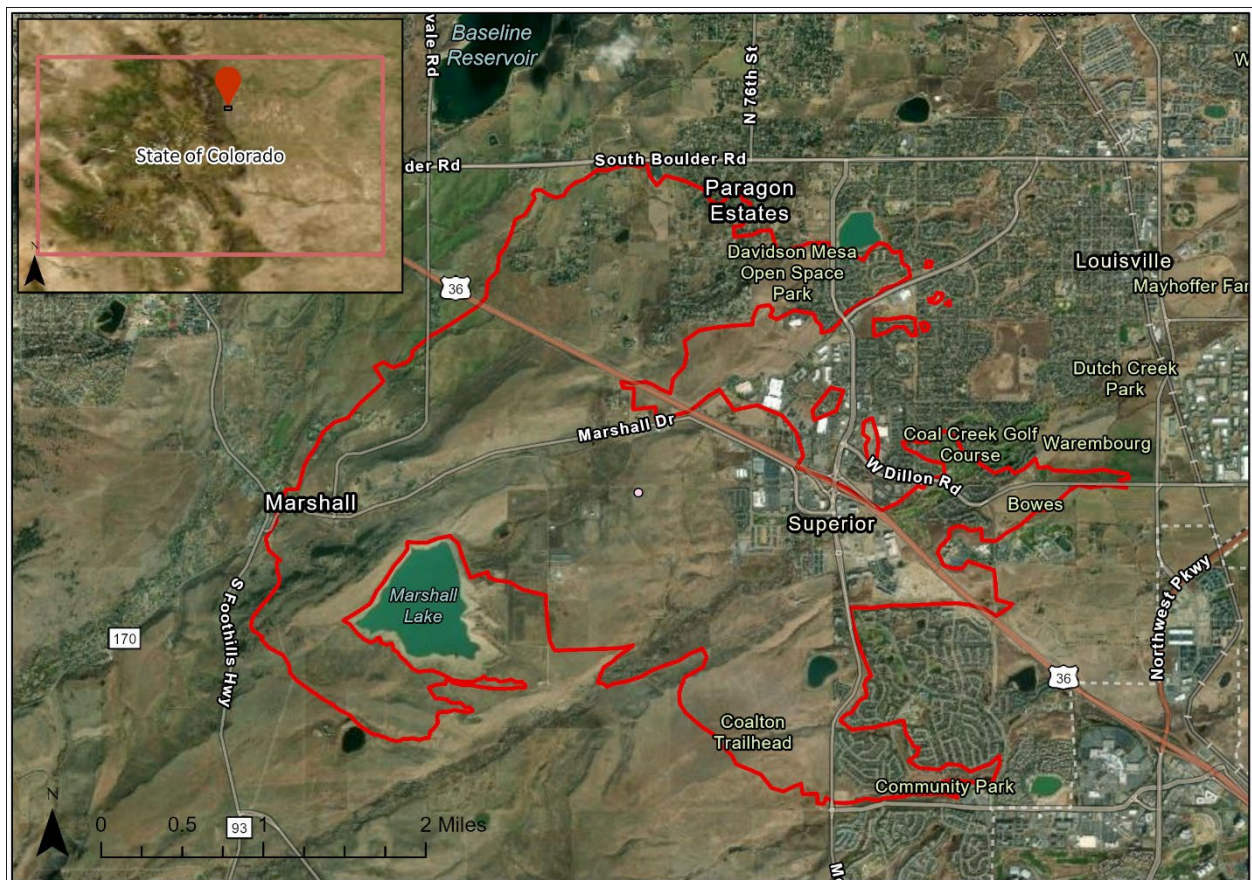 Baseline
Reservoir
vale Rd
N 76th St
State of Colorado
N
der Rd
South Boulder Rd
Paragon
Estates
Davidson Mesa
Open Space
Park
Louisville
Mayhoffer Far
36
Dutch Creek
Park
Marshall Dr
Coal Creek Golf
Course
Warembourg
W Dillon Rd
Marshall
Bowes
Superior
Marshall
Lake
170
S Foothills Hwy
Northwest Pkwy
36
Coalton
Trailhead
Community Park
N
0 0.5 1 2 Miles
93